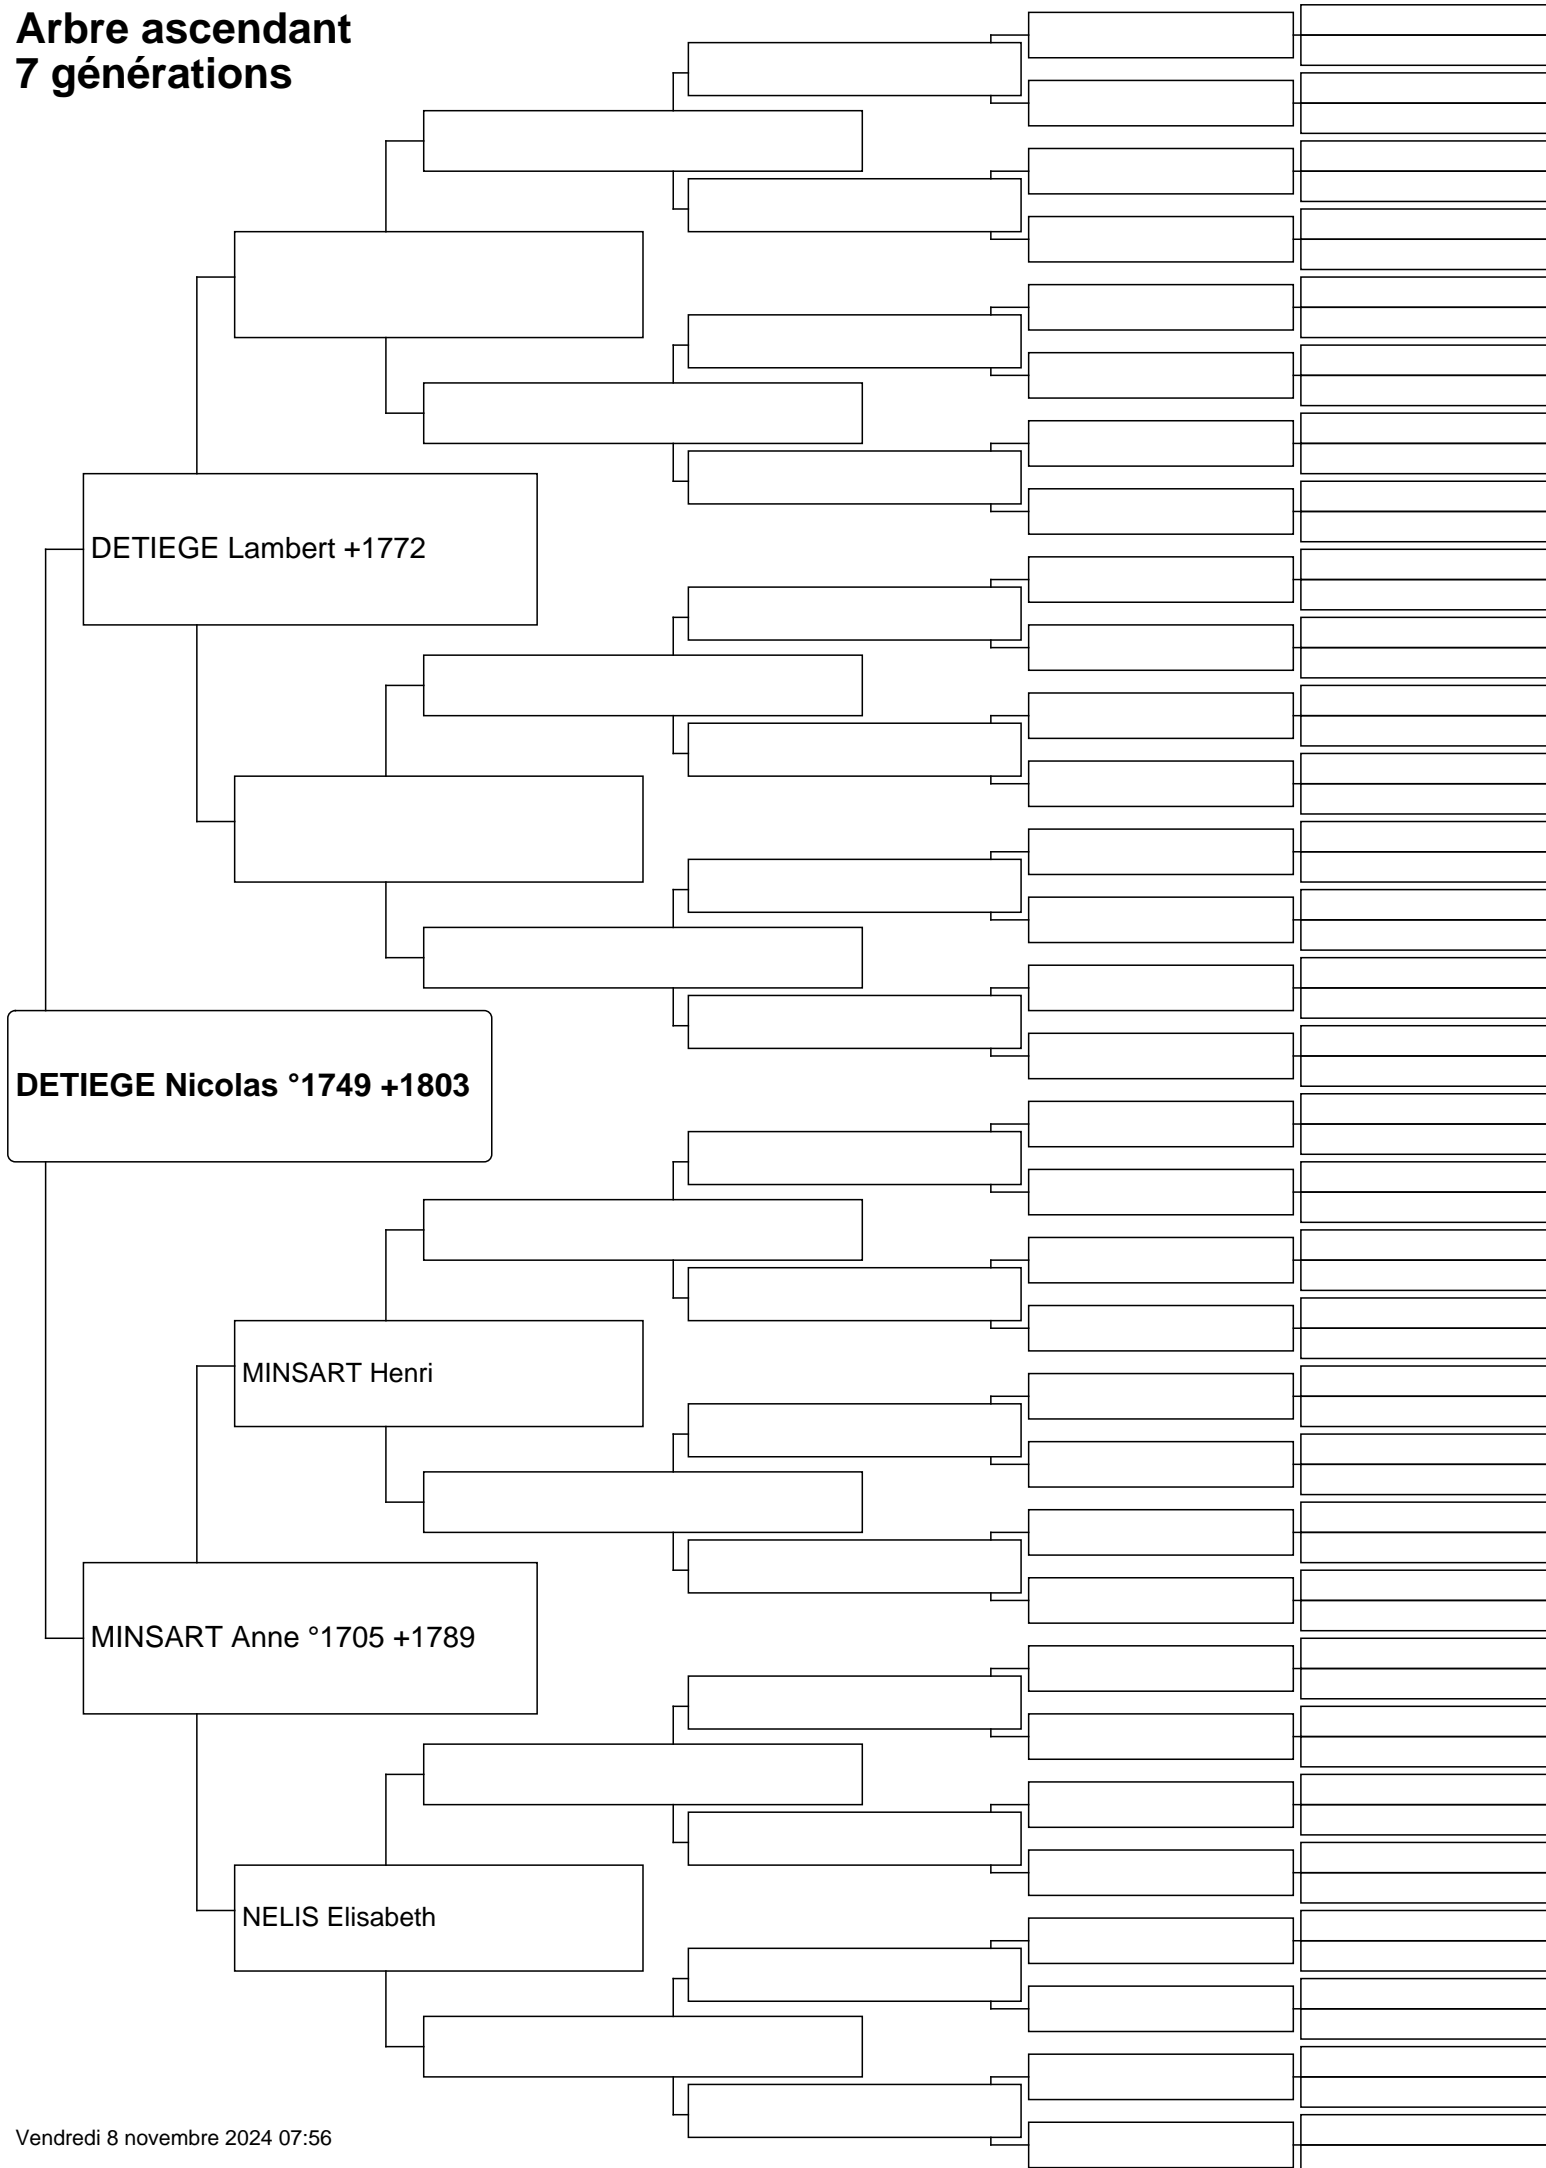 Arbre ascendant
7 générations
DETIEGE Lambert +1772
DETIEGE Nicolas °1749 +1803
MINSART Henri
MINSART Anne °1705 +1789
NELIS Elisabeth
Vendredi 8 novembre 2024 07:56